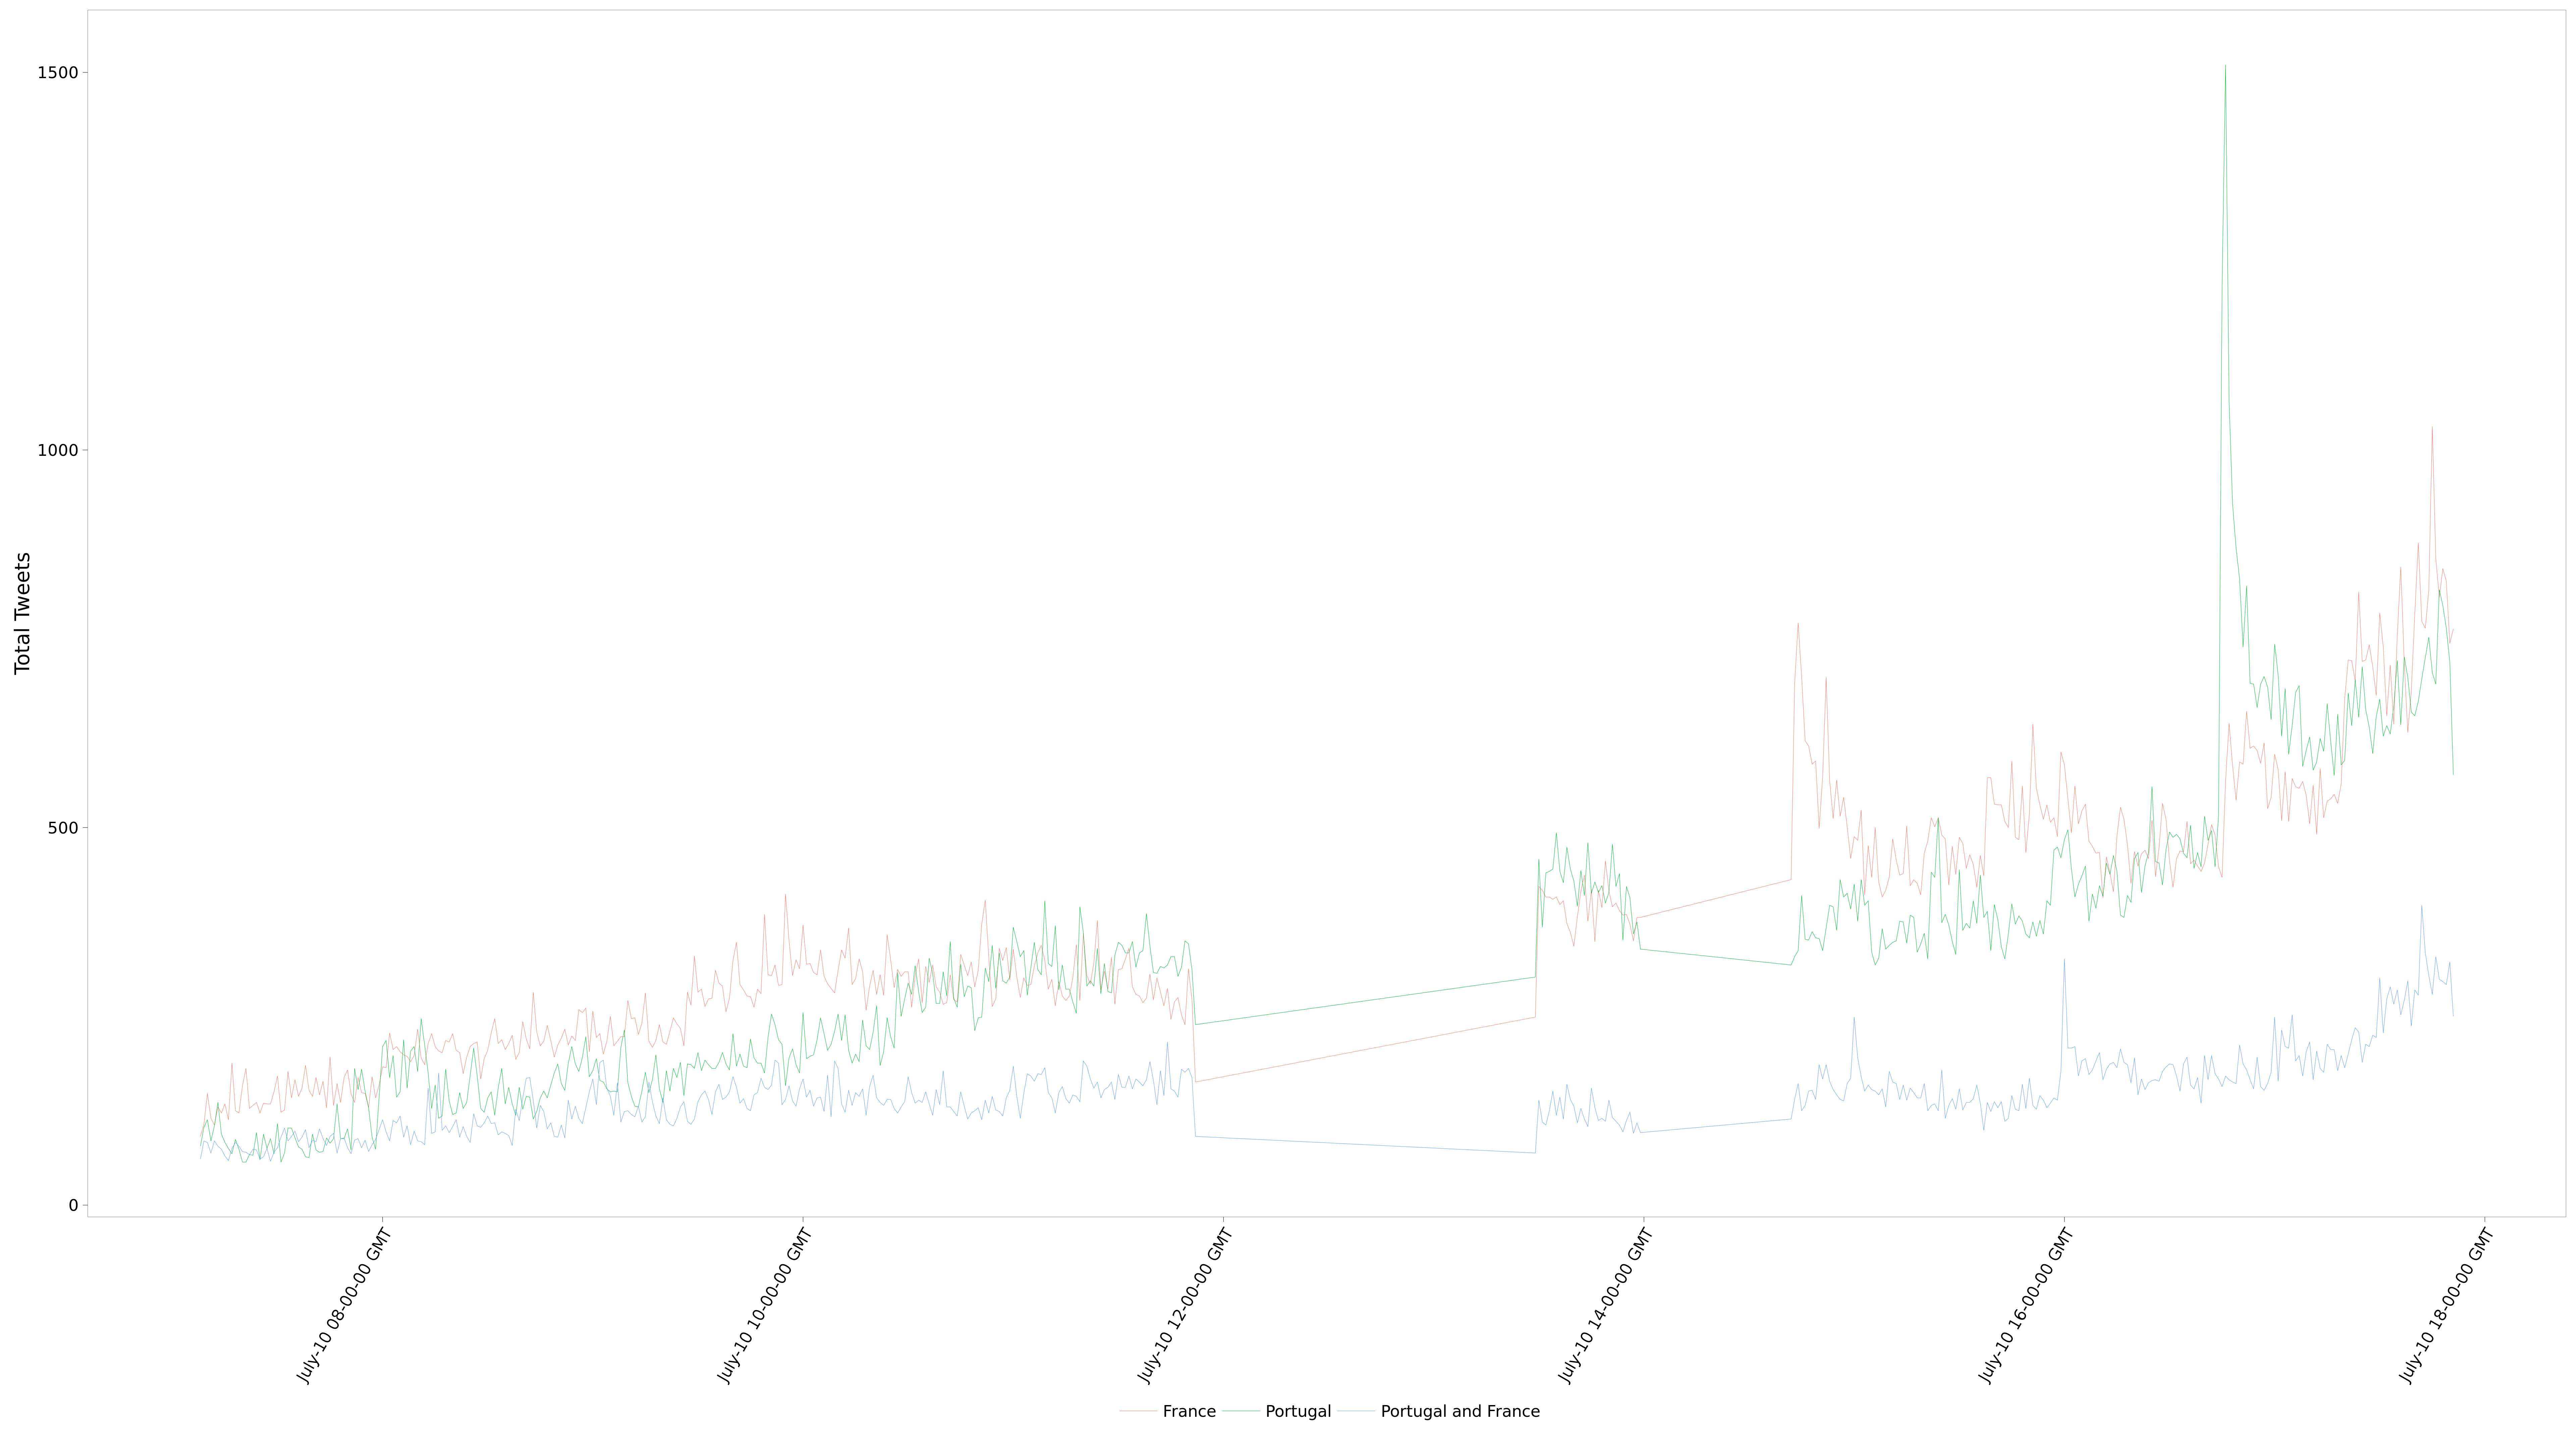 Total Tweets
1500
1000
500
0
July-10 08-00-00 GMT
July-10 10-00-00 GMT
July-10 12-00-00 GMT
July-10 14-00-00 GMT
July-10 16-00-00 GMT
July-10 18-00-00 GMT
France Portugal Portugal and France